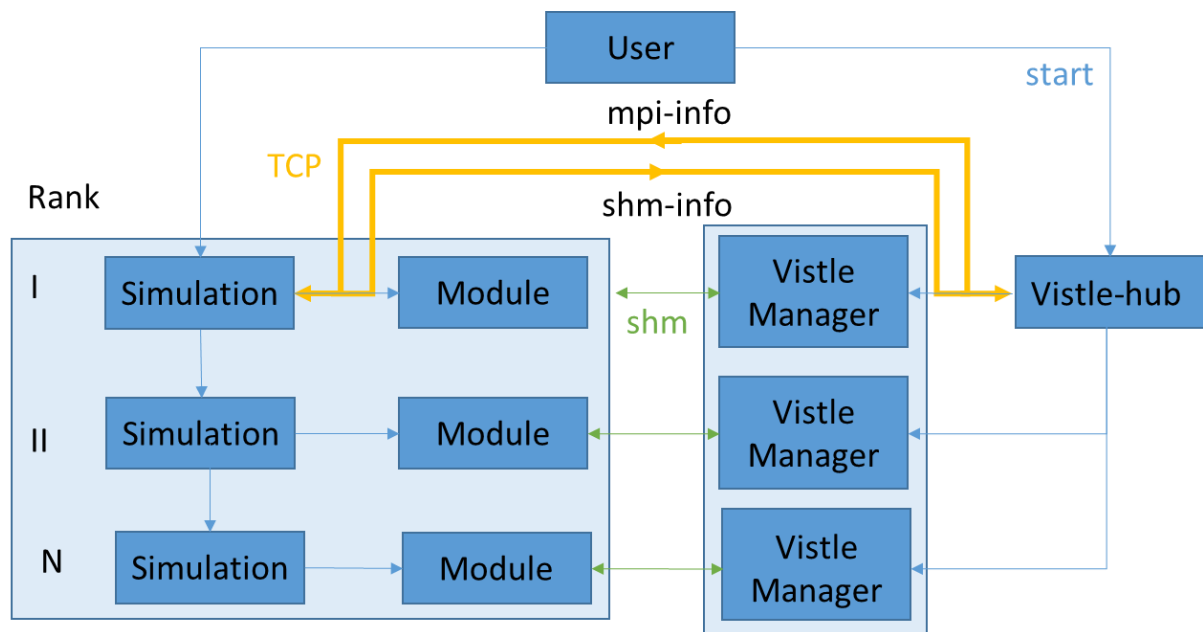 User
start
mpi-info
TCP
shm-info
Rank
I
Simulation
Module
shm
Vistle
Manager
Vistle-hub
II
Simulation
Module
Vistle
Manager
N
Simulation
Module
Vistle
Manager